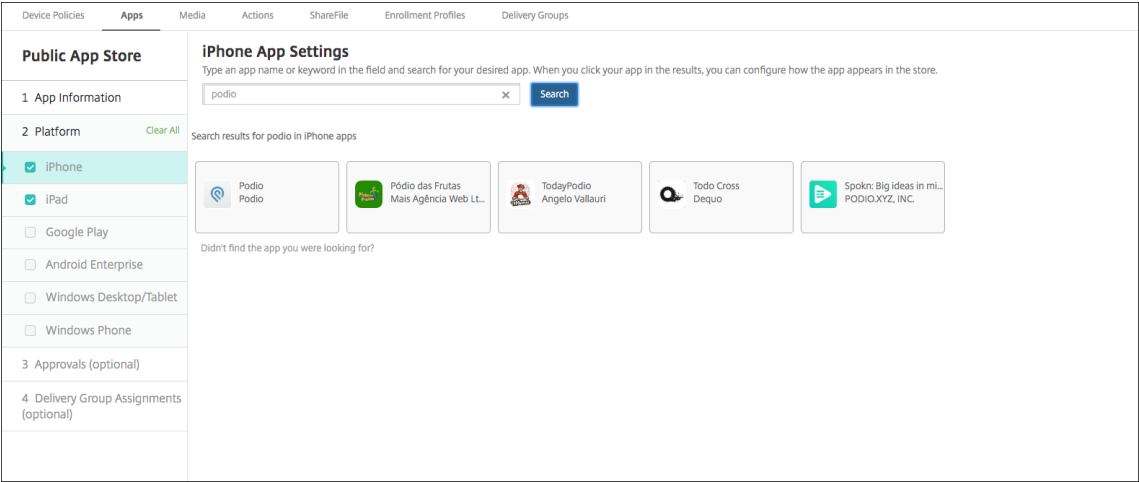 Device Policies Apps Media Actions ShareFile Enrollment Profiles Delivery Groups
Public App Store
1 App Information
2 Platform Clear All
iPhone
iPad
Google Play
Android Enterprise
Windows Desktop/Tablet
Windows Phone
3 Approvals (optional)
4 Delivery Group Assignments
(optional)
iPhone App Settings
Type an app name or keyword in the field and search for your desired app. When you click your app in the results, you can configure how the app appears in the store.
podio Search
Search results for podio in iPhone apps
Podio
Podio
Pódio das Frutas
Mais Agência Web Lt...
TodayPodio
Angelo Vallauri
Todo Cross
Dequo
Spokn: Big ideas in mi...
PODIO.XYZ, INC.
Didn't find the app you were looking for?